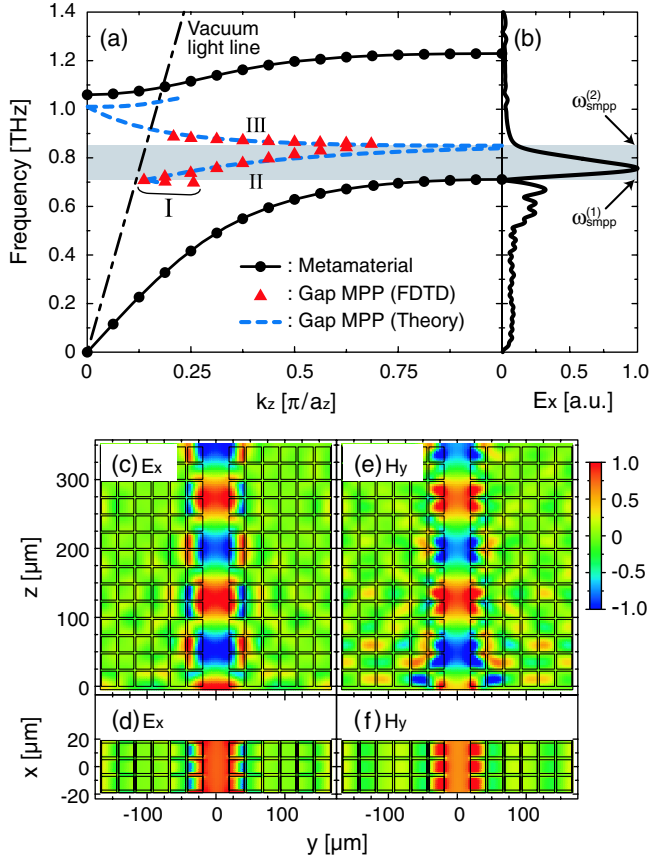 (a)
Vacuum
light line
(b)
1.4
1.2
1.0
0.8
0.6
0.4
0.2
0
Frequency [THz]
III
II
I
ω(2)smpp
ω(1)smpp
: Metamaterial
: Gap MPP (FDTD)
: Gap MPP (Theory)
0 0.25 0.50 0.75 0 1.0
kz [π/az]
Ex [a.u.]
(c) Ex
(e) Hy
300
200
100
0
z [μm]
1.0
0.5
0
-0.5
-1.0
(d) Ex
(f) Hy
20
0
-20
x [μm]
-100 0 100 -100 0 100
y [μm]